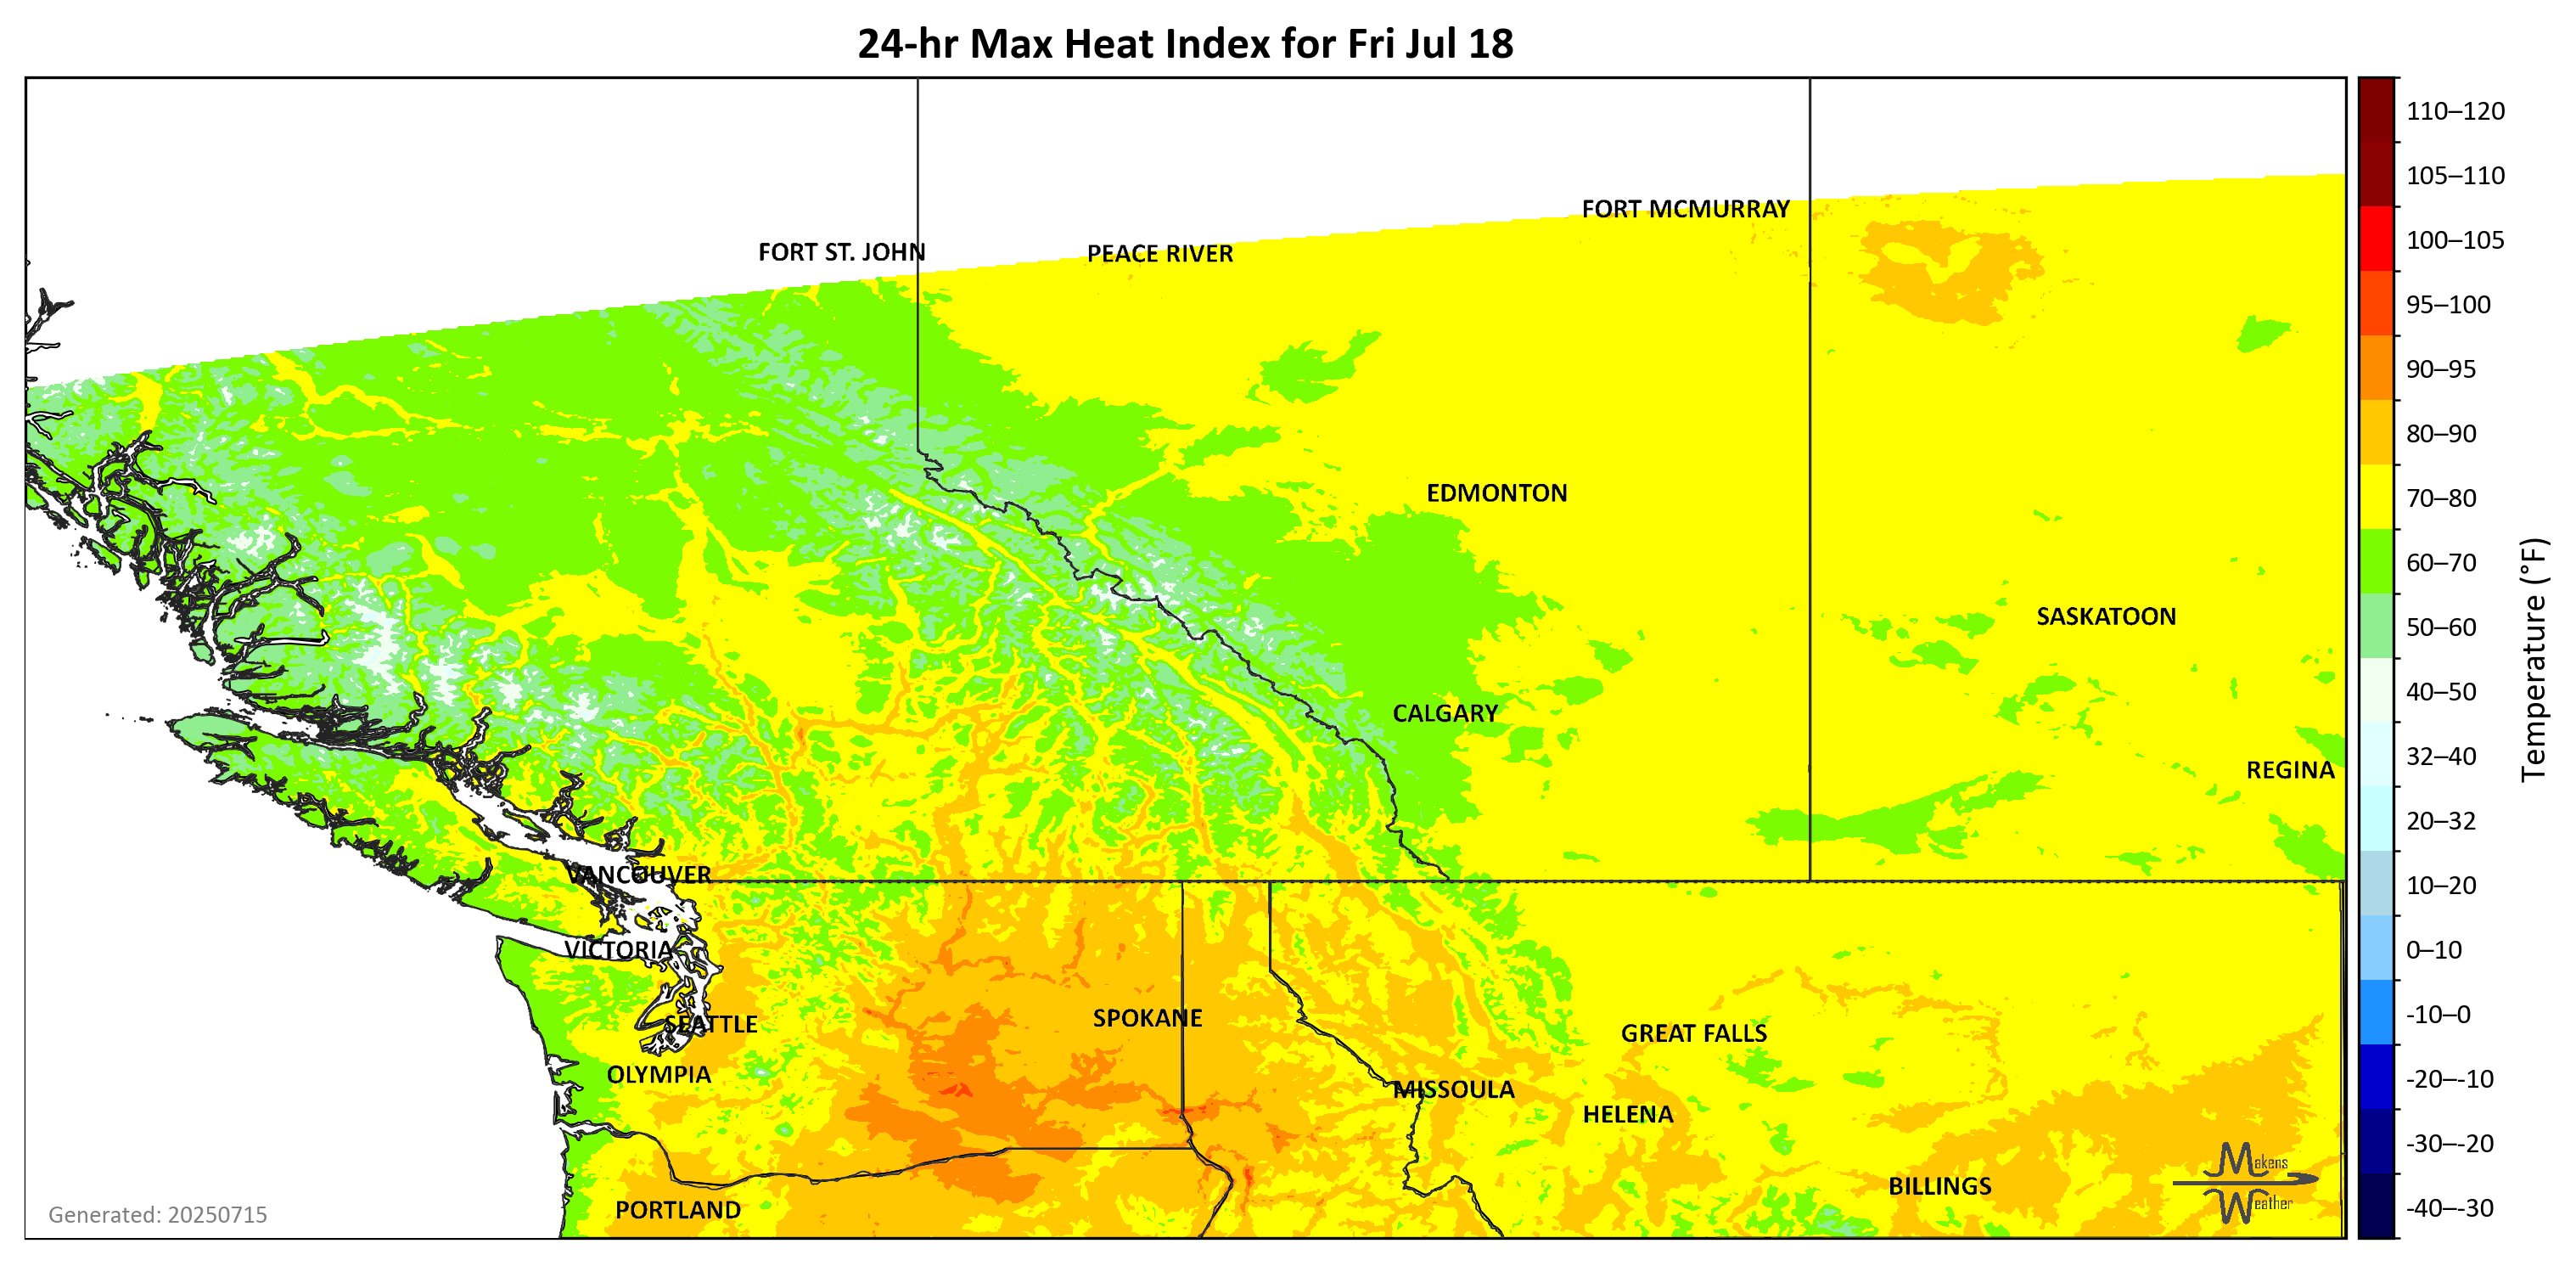 24-hr Max Heat Index for Fri Jul 18
FORT MCMURRAY
FORT ST. JOHN
PEACE RIVER
EDMONTON
SASKATOON
CALGARY
REGINA
VANCOUVER
VICTORIA
SPOKANE
SEATTLE
GREAT FALLS
OLYMPIA
MISSOULA
HELENA
BILLINGS
PORTLAND
Makens
Weather
Generated: 20250715
110–120
105–110
100–105
95–100
90–95
80–90
70–80
60–70
50–60
40–50
32–40
20–32
10–20
0–10
-10–0
-20–-10
-30–-20
-40–-30
Temperature (°F)